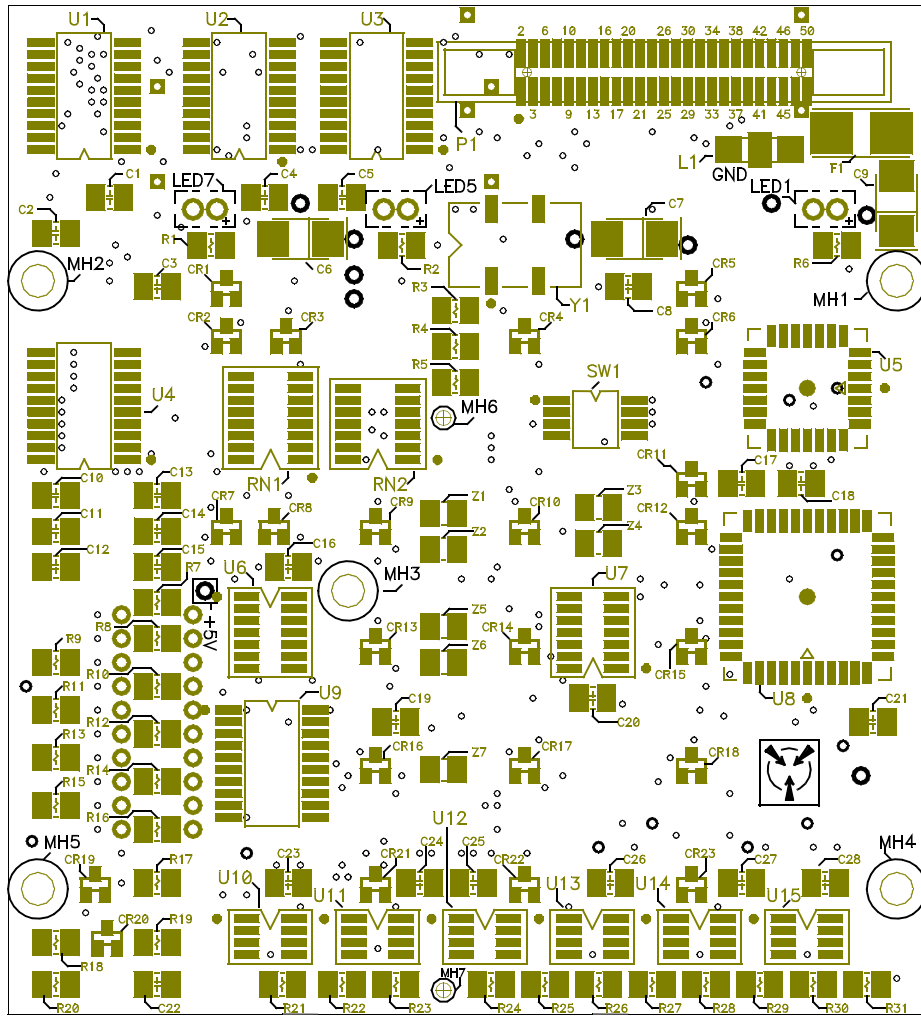 U1 U2 U3
2 6 10 16 20 26 30 34 38 42 46 50
3 9 13 17 21 25 29 33 37 41 45
P1
L1 GND F1
C1 LED7 C4 C5 LED5 LED1 C9
C2 C7
R1 C6 R2 R6
MH2 C3 CR1 CR5 MH1
R3 Y1 C8
CR2 CR3 R4 CR4 CR6
R5 SW1 U5
U4 MH6
RN1 RN2 CR11 C17
C10 C13 C18
CR7 CR8 CR9 Z1 CR10 Z3 CR12
C11 C14 Z2 Z4
C12 C15 C16
R7 U6 MH3 U7
+5V
R8 CR13 Z5 CR14
R9 Z6
R10 CR15
R11 U9 U8
R12 C19 C20 C21
R13
R14 CR16 Z7 CR17 CR18
R15
R16 U12
MH5 MH4
CR19 R17 C23 CR21 C24 C25 CR22 C26 CR23 C27 C28
U10 U11 U13 U14 U15
CR20 R19
R18
MH7
R20 C22 R21 R22 R23 R24 R25 R26 R27 R28 R29 R30 R31